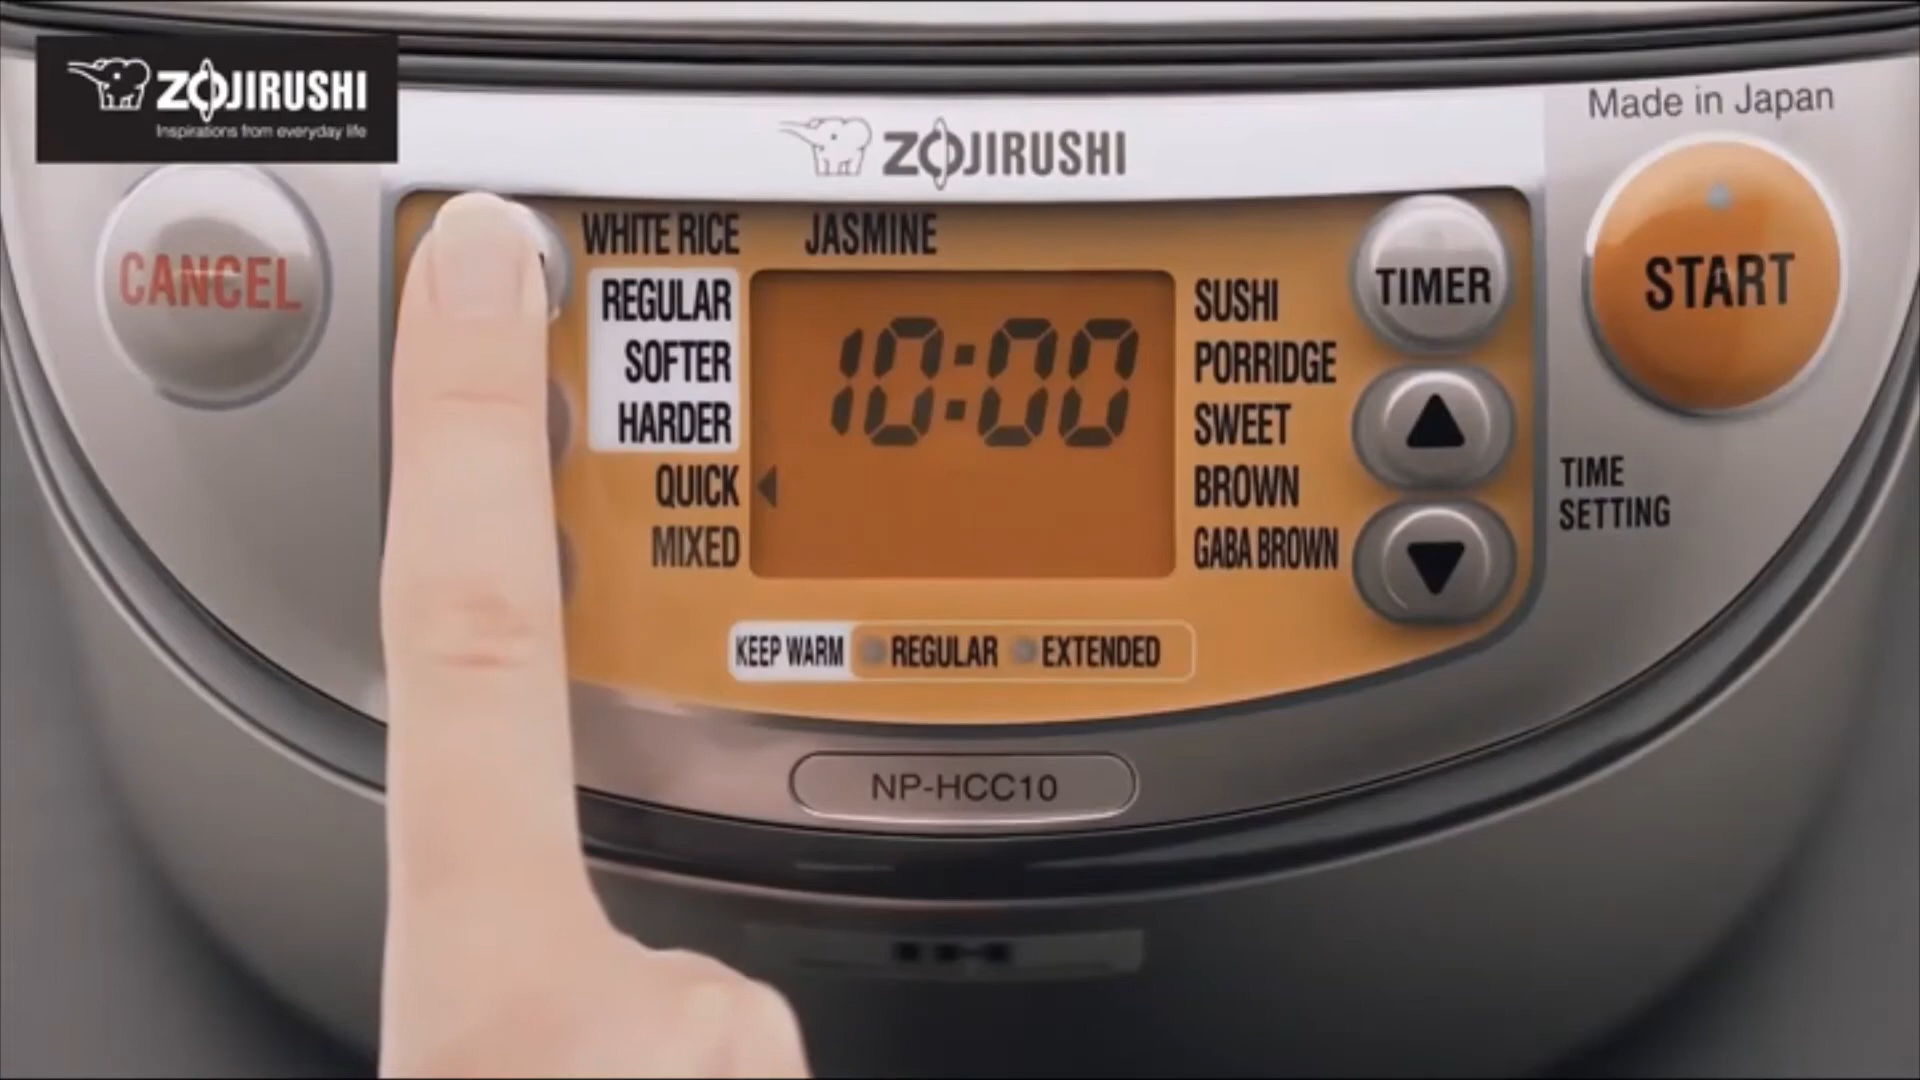 ZOJIRUSHI
Inspirations from everyday life
Made in Japan
ZOJIRUSHI
CANCEL
WHITE RICE
JASMINE
REGULAR
SOFTER
HARDER
QUICK
MIXED
10:00
SUSHI
PORRIDGE
SWEET
BROWN
GABA BROWN
TIMER
START
TIME
SETTING
KEEP WARM REGULAR EXTENDED
NP-HCC10